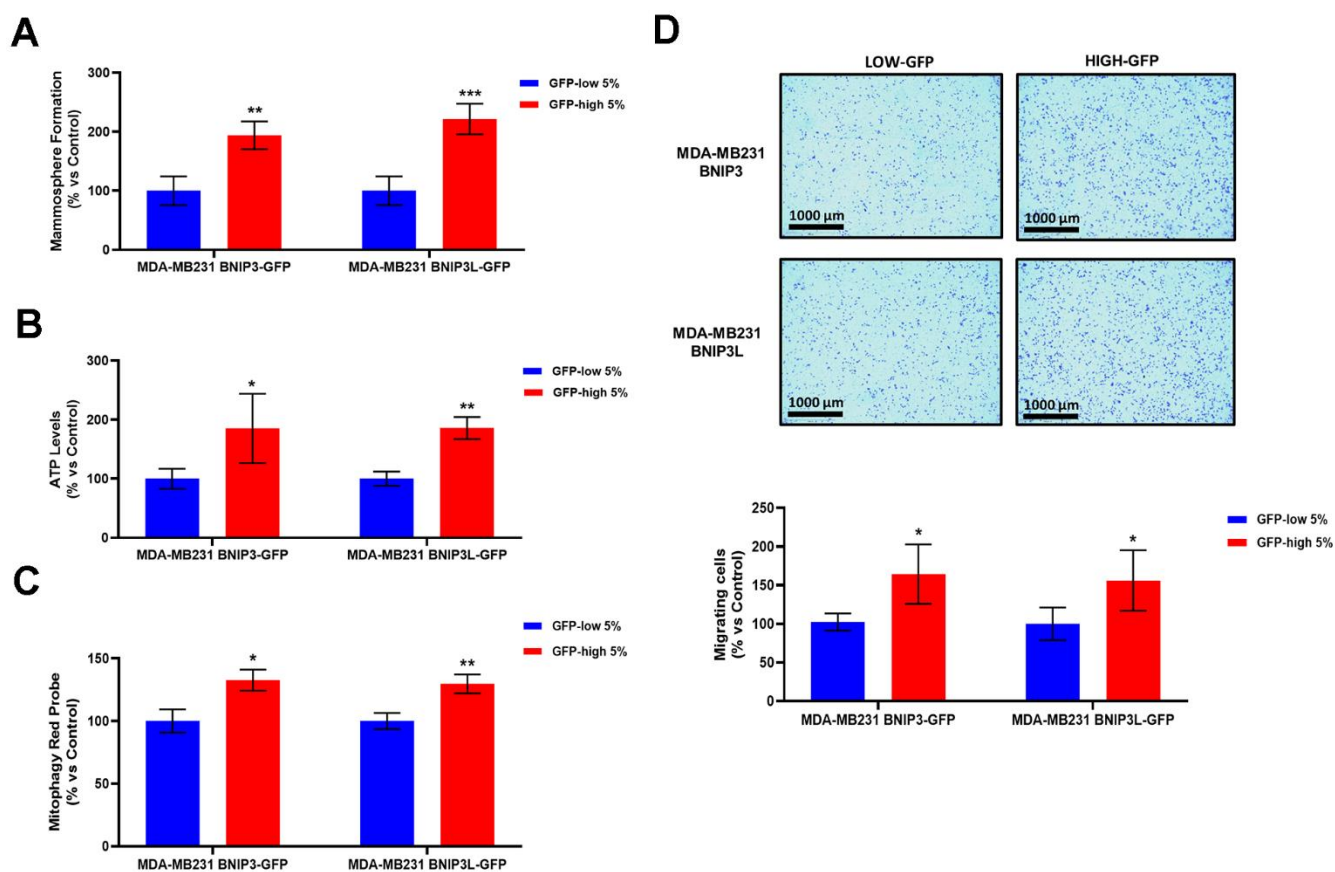 A
Mammosphere Formation
(% vs Control)
300
200
100
0
**
***
MDA-MB231 BNIP3-GFP
MDA-MB231 BNIP3L-GFP
GFP-low 5%
GFP-high 5%
B
ATP Levels
(% vs Control)
300
200
100
0
*
**
MDA-MB231 BNIP3-GFP
MDA-MB231 BNIP3L-GFP
GFP-low 5%
GFP-high 5%
C
Mitophagy Red Probe
(% vs Control)
150
100
50
0
*
**
MDA-MB231 BNIP3-GFP
MDA-MB231 BNIP3L-GFP
GFP-low 5%
GFP-high 5%
D
LOW-GFP
HIGH-GFP
MDA-MB231
BNIP3
1000 µm
1000 µm
MDA-MB231
BNIP3L
1000 µm
1000 µm
Migrating cells
(% vs Control)
250
200
150
100
50
0
*
*
MDA-MB231 BNIP3-GFP
MDA-MB231 BNIP3L-GFP
GFP-low 5%
GFP-high 5%